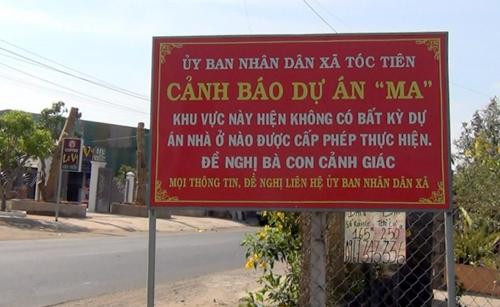 ỦY BAN NHÂN DÂN XÃ TÓC TIÊN
CẢNH BÁO DỰ ÁN “MA”
KHU VỰC NÀY HIỆN KHÔNG CÓ BẤT KỲ DỰ
ÁN NHÀ Ở NÀO ĐƯỢC CẤP PHÉP THỰC HIỆN.
ĐỀ NGHỊ BÀ CON CẢNH GIÁC
MỌI THÔNG TIN, ĐỀ NGHỊ LIÊN HỆ ỦY BAN NHÂN DÂN XÃ